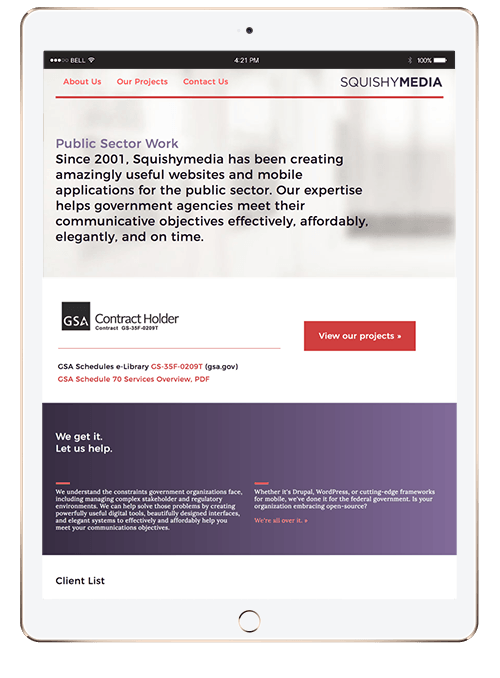 BELL 4:21 PM 100%
About Us Our Projects Contact Us SQUISHYMEDIA
Public Sector Work
Since 2001, Squishymedia has been creating
amazingly useful websites and mobile
applications for the public sector. Our expertise
helps government agencies meet their
communicative objectives effectively, affordably,
elegantly, and on time.
GSA Contract Holder
Contract GS-35F-0209T
View our projects »
GSA Schedules e-Library GS-35F-0209T (gsa.gov)
GSA Schedule 70 Services Overview, PDF
We get it.
Let us help.
We understand the constraints government organizations face,
including managing complex stakeholder and regulatory
environments. We can help solve those problems by creating
powerfully useful digital tools, beautifully designed interfaces,
and elegant systems to effectively and affordably help you
meet your communications objectives.
Whether it's Drupal, WordPress, or cutting-edge frameworks
for mobile, we've done it for the federal government. Is your
organization embracing open-source?
We're all over it. »
Client List